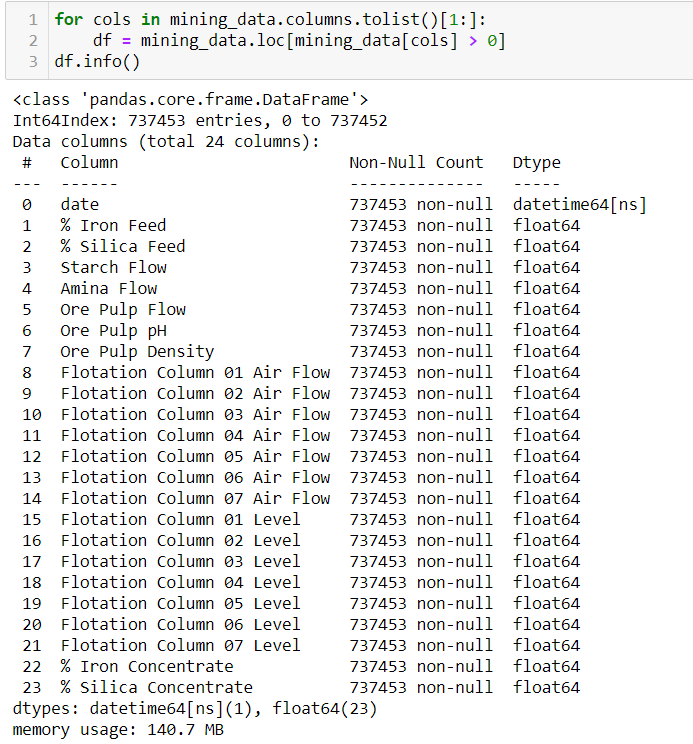 1 for cols in mining_data.columns.tolist()[1:]:
2     df = mining_data.loc[mining_data[cols] > 0]
3 df.info()
<class 'pandas.core.frame.DataFrame'>
Int64Index: 737453 entries, 0 to 737452
Data columns (total 24 columns):
 #   Column                        Non-Null Count   Dtype
---  ------                        --------------   -----
 0   date                          737453 non-null  datetime64[ns]
 1   % Iron Feed                   737453 non-null  float64
 2   % Silica Feed                 737453 non-null  float64
 3   Starch Flow                   737453 non-null  float64
 4   Amina Flow                    737453 non-null  float64
 5   Ore Pulp Flow                 737453 non-null  float64
 6   Ore Pulp pH                   737453 non-null  float64
 7   Ore Pulp Density              737453 non-null  float64
 8   Flotation Column 01 Air Flow  737453 non-null  float64
 9   Flotation Column 02 Air Flow  737453 non-null  float64
 10  Flotation Column 03 Air Flow  737453 non-null  float64
 11  Flotation Column 04 Air Flow  737453 non-null  float64
 12  Flotation Column 05 Air Flow  737453 non-null  float64
 13  Flotation Column 06 Air Flow  737453 non-null  float64
 14  Flotation Column 07 Air Flow  737453 non-null  float64
 15  Flotation Column 01 Level     737453 non-null  float64
 16  Flotation Column 02 Level     737453 non-null  float64
 17  Flotation Column 03 Level     737453 non-null  float64
 18  Flotation Column 04 Level     737453 non-null  float64
 19  Flotation Column 05 Level     737453 non-null  float64
 20  Flotation Column 06 Level     737453 non-null  float64
 21  Flotation Column 07 Level     737453 non-null  float64
 22  % Iron Concentrate            737453 non-null  float64
 23  % Silica Concentrate          737453 non-null  float64
dtypes: datetime64[ns](1), float64(23)
memory usage: 140.7 MB